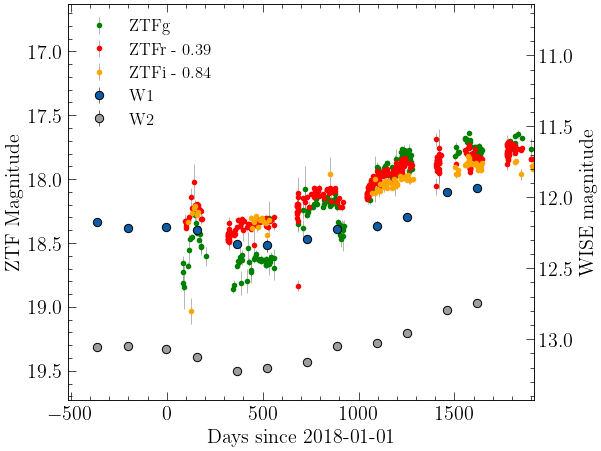 ZTFg
ZTFr - 0.39
ZTFi - 0.84
W1
W2
ZTF Magnitude
17.0
17.5
18.0
18.5
19.0
19.5
WISE magnitude
11.0
11.5
12.0
12.5
13.0
−500
0
500
1000
1500
Days since 2018-01-01